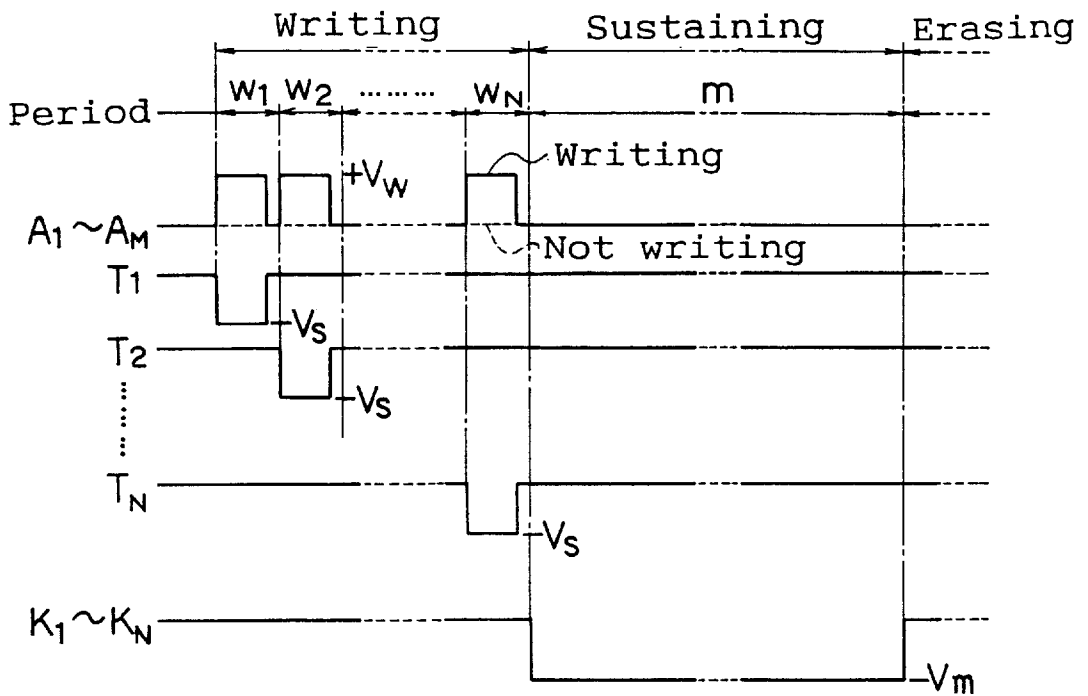 Writing Sustaining Erasing
W1 W2 ……… WN m
Period
Writing
+VW
A1~AM
Not writing
T1
-VS
T2
-VS
⋮
TN
-VS
K1~KN
-Vm